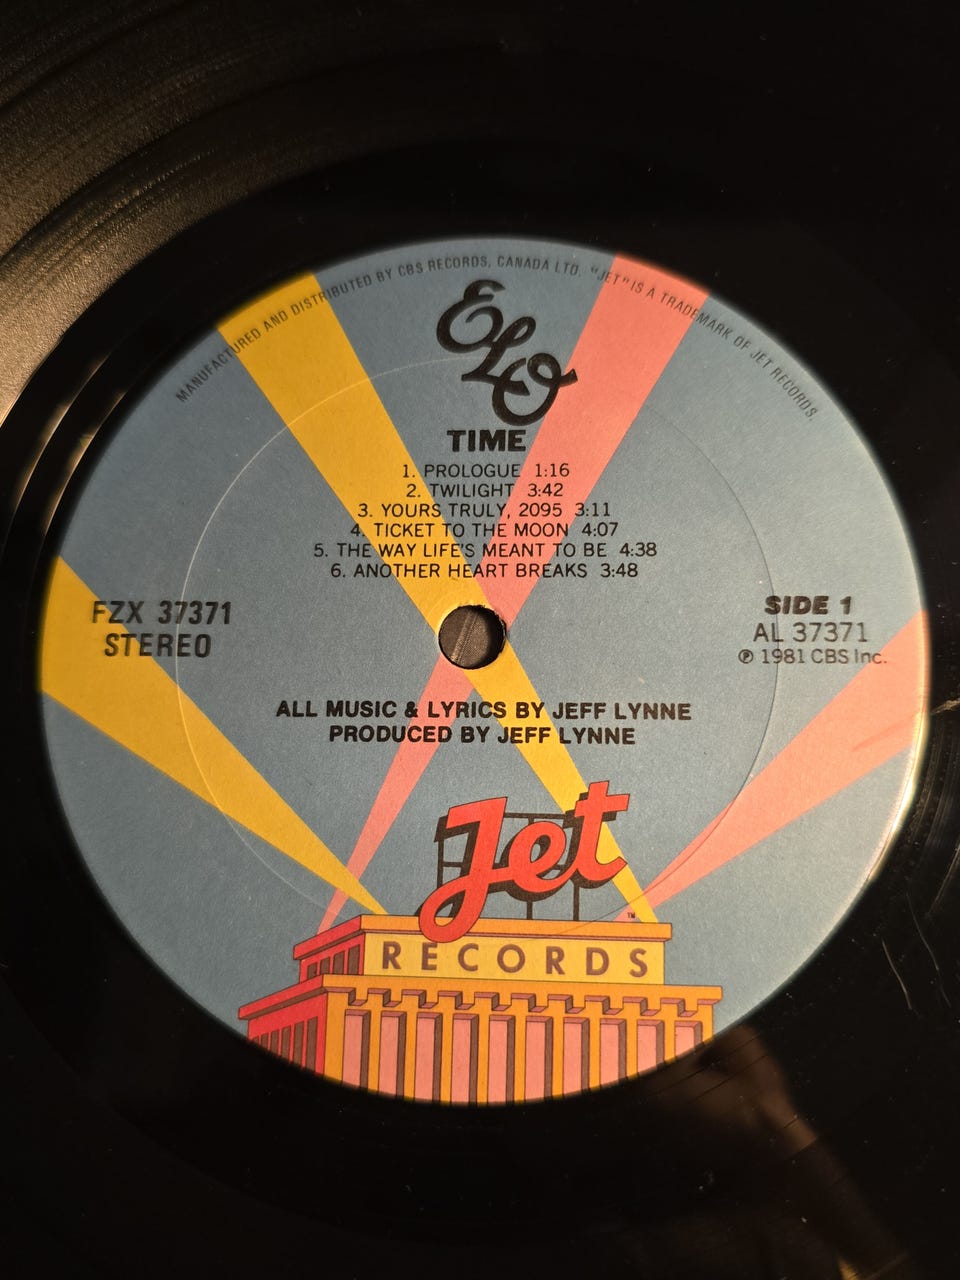 MANUFACTURED AND DISTRIBUTED BY CBS RECORDS, CANADA LTD. "JET" IS A TRADEMARK OF JET RECORDS.
ELO
TIME
1. PROLOGUE 1:16
2. TWILIGHT 3:42
3. YOURS TRULY, 2095 3:11
4. TICKET TO THE MOON 4:07
5. THE WAY LIFE'S MEANT TO BE 4:38
6. ANOTHER HEART BREAKS 3:48
FZX 37371
STEREO
SIDE 1
AL 37371
℗ 1981 CBS Inc.
ALL MUSIC & LYRICS BY JEFF LYNNE
PRODUCED BY JEFF LYNNE
Jet
TM
RECORDS